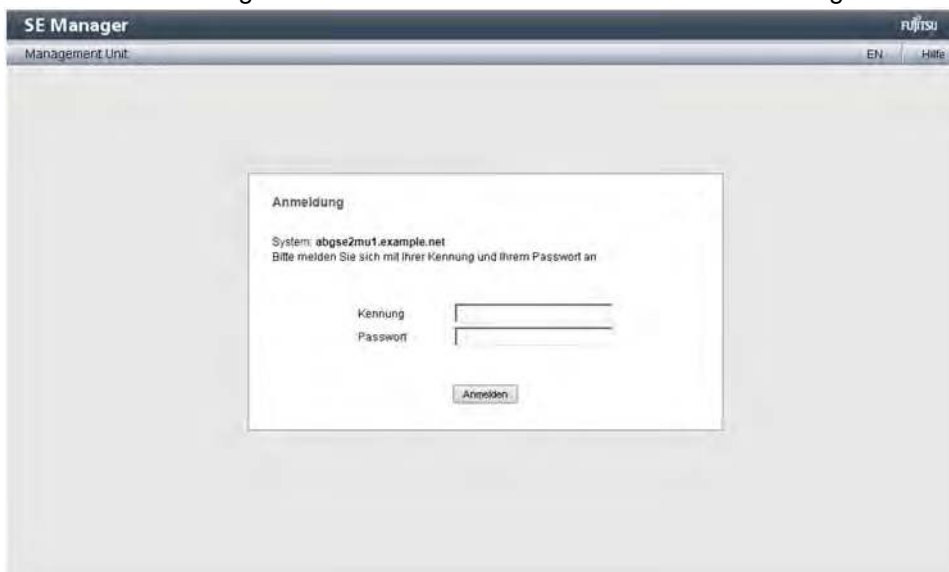 SE Manager
FUJITSU
Management Unit
EN Hilfe
Anmeldung
System: abgse2mu1.example.net
Bitte melden Sie sich mit Ihrer Kennung und Ihrem Passwort an
Kennung
Passwort
Anmelden